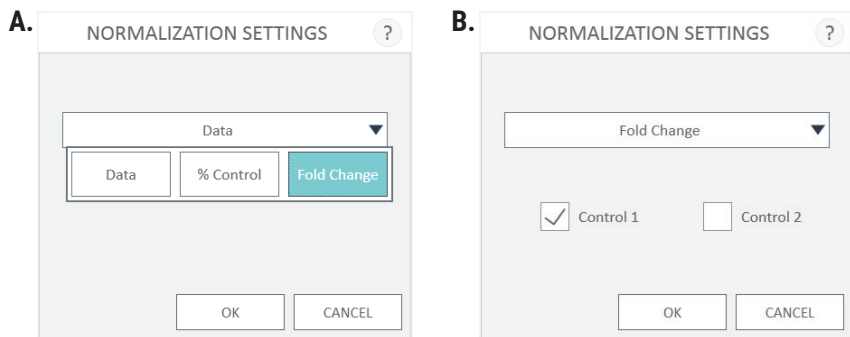 A.
NORMALIZATION SETTINGS ?
Data
Data % Control Fold Change
OK CANCEL
B.
NORMALIZATION SETTINGS ?
Fold Change
Control 1 Control 2
OK CANCEL